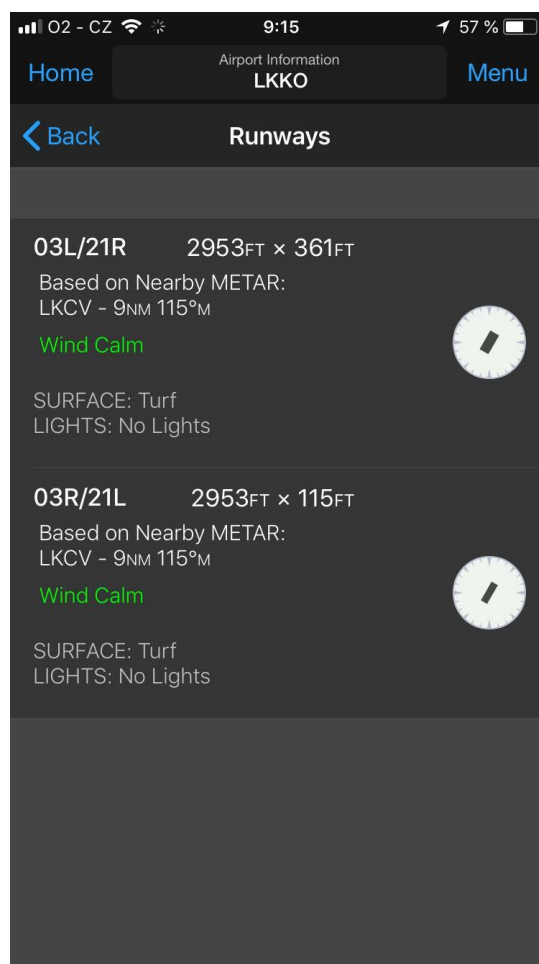 O2 - CZ 9:15 57 %
Home Airport Information Menu
LKKO
Back Runways
03L/21R 2953FT × 361FT
Based on Nearby METAR:
LKCV - 9NM 115°M
Wind Calm
SURFACE: Turf
LIGHTS: No Lights
03R/21L 2953FT × 115FT
Based on Nearby METAR:
LKCV - 9NM 115°M
Wind Calm
SURFACE: Turf
LIGHTS: No Lights